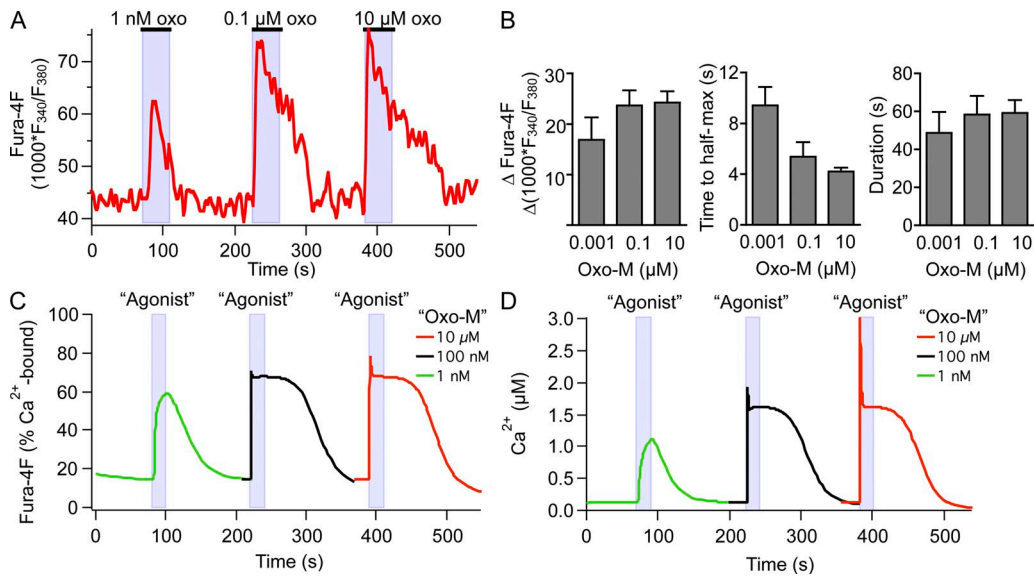 A
1 nM oxo 0.1 µM oxo 10 µM oxo
Fura-4F
(1000*F340/F380)
70
60
50
40
0 100 200 300 400 500
Time (s)
B
Δ Fura-4F
Δ(1000*F340/F380)
30
20
10
0.001 0.1 10
Oxo-M (µM)
Time to half-max (s)
12
8
4
0
0.001 0.1 10
Oxo-M (µM)
Duration (s)
80
60
40
20
0
0.001 0.1 10
Oxo-M (µM)
C
“Agonist” “Agonist” “Agonist”
“Oxo-M”
10 µM
100 nM
1 nM
Fura-4F (% Ca2+-bound)
100
80
60
40
20
0
0 100 200 300 400 500
Time (s)
D
“Agonist” “Agonist” “Agonist”
“Oxo-M”
10 µM
100 nM
1 nM
Ca2+ (µM)
3.0
2.5
2.0
1.5
1.0
0.5
0.0
0 100 200 300 400 500
Time (s)